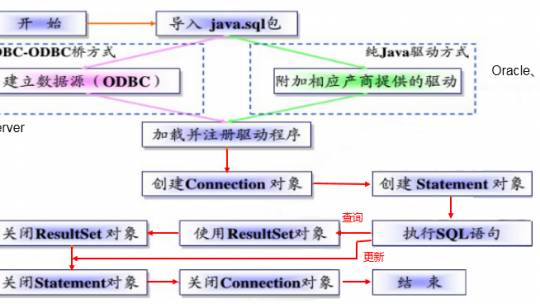 开 始
导入 java.sql包
DBC-ODBC桥方式
纯Java驱动方式
建立数据源（ODBC）
附加相应产商提供的驱动
Oracle、
erver
加载并注册驱动程序
创建Connection 对象
创建 Statement 对象
查询
关闭ResultSet 对象
使用ResultSet对象
执行SQL语句
更新
关闭Statement对象
关闭Connection对象
结 束